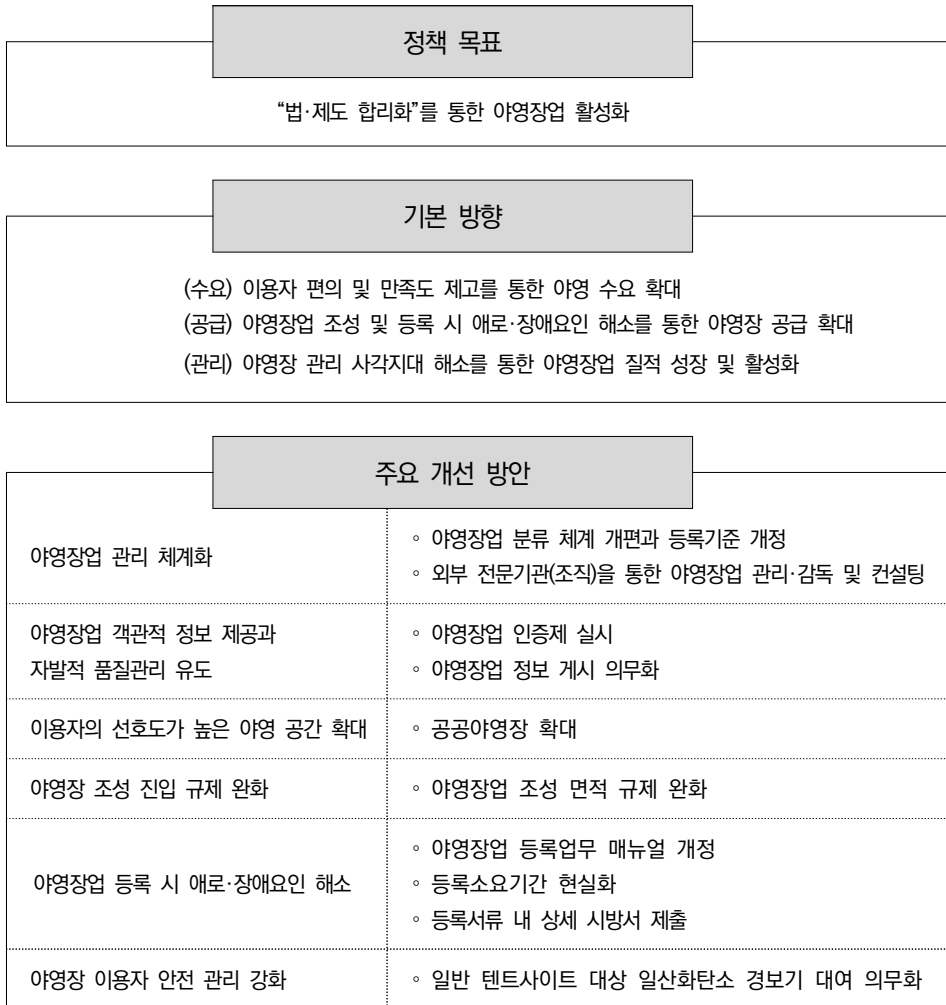 정책 목표
“법·제도 합리화”를 통한 야영장업 활성화
기본 방향
(수요) 이용자 편의 및 만족도 제고를 통한 야영 수요 확대
(공급) 야영장업 조성 및 등록 시 애로·장애요인 해소를 통한 야영장 공급 확대
(관리) 야영장 관리 사각지대 해소를 통한 야영장업 질적 성장 및 활성화
주요 개선 방안
야영장업 관리 체계화
◦ 야영장업 분류 체계 개편과 등록기준 개정
◦ 외부 전문기관(조직)을 통한 야영장업 관리·감독 및 컨설팅
야영장업 객관적 정보 제공과
자발적 품질관리 유도
◦ 야영장업 인증제 실시
◦ 야영장업 정보 게시 의무화
이용자의 선호도가 높은 야영 공간 확대
◦ 공공야영장 확대
야영장 조성 진입 규제 완화
◦ 야영장업 조성 면적 규제 완화
야영장업 등록 시 애로·장애요인 해소
◦ 야영장업 등록업무 매뉴얼 개정
◦ 등록소요기간 현실화
◦ 등록서류 내 상세 시방서 제출
야영장 이용자 안전 관리 강화
◦ 일반 텐트사이트 대상 일산화탄소 경보기 대여 의무화